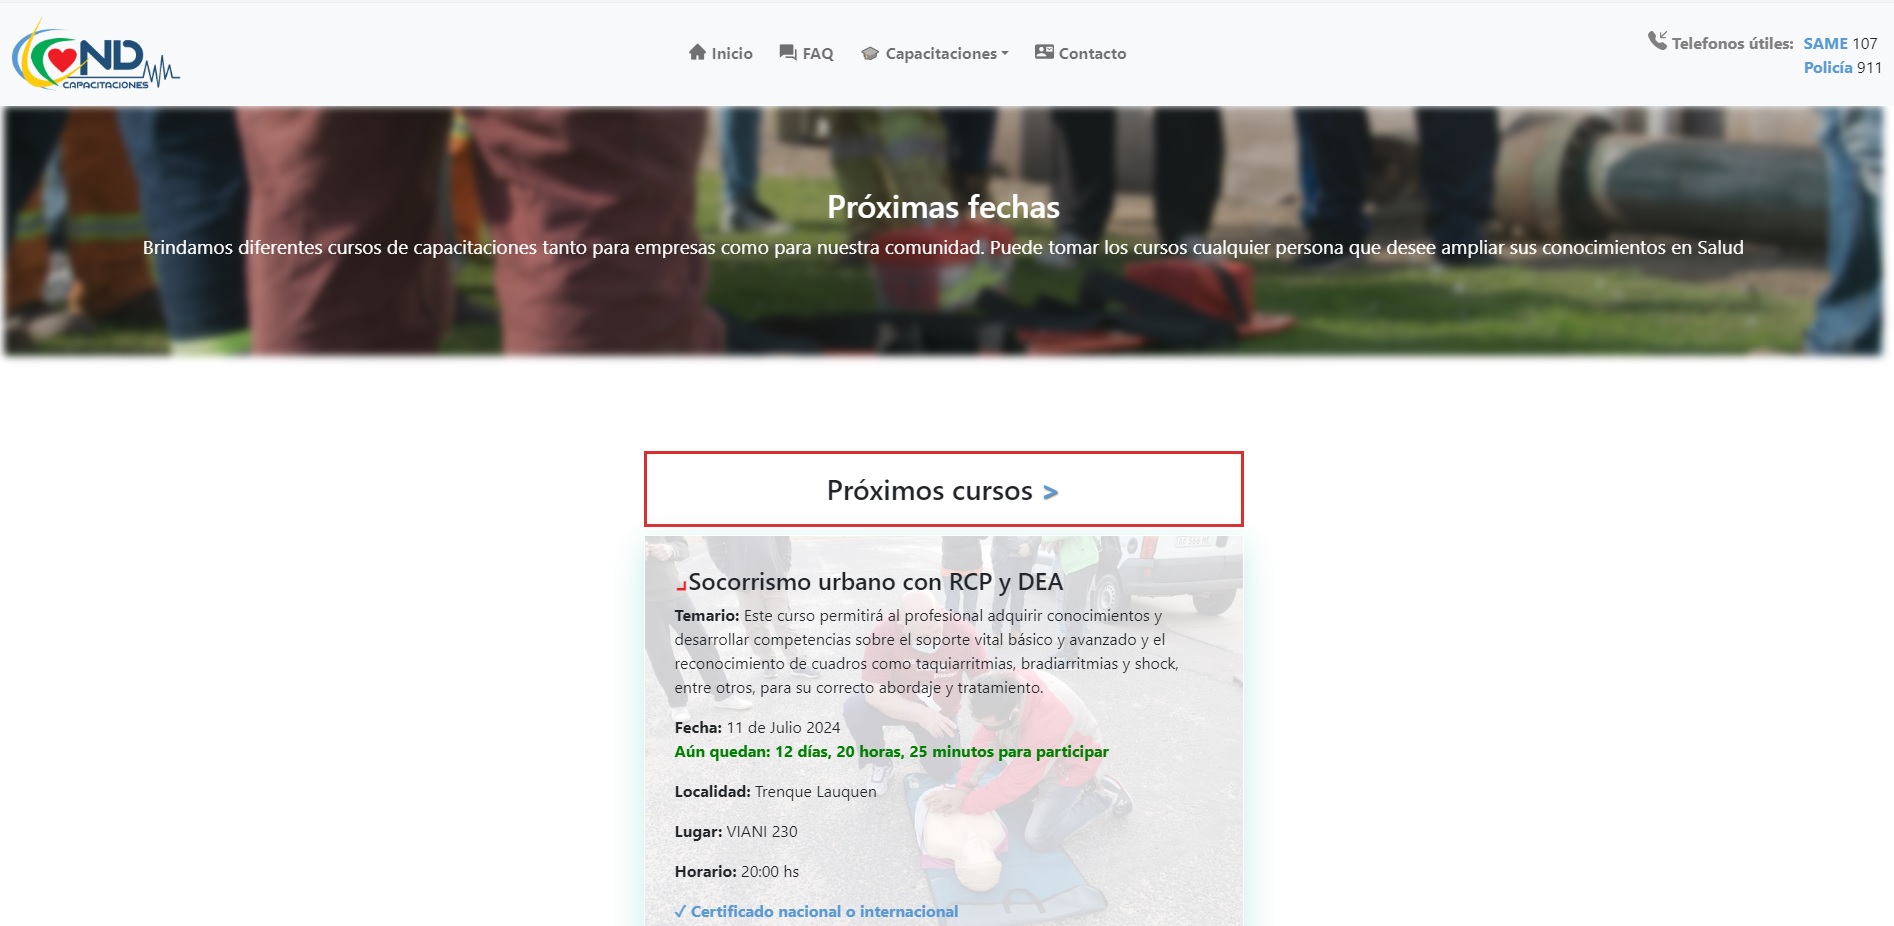 ND
CAPACITACIONES
Inicio
FAQ
Capacitaciones
Contacto
Telefonos útiles: SAME 107
Policía 911
Próximas fechas
Brindamos diferentes cursos de capacitaciones tanto para empresas como para nuestra comunidad. Puede tomar los cursos cualquier persona que desee ampliar sus conocimientos en Salud
Próximos cursos >
Socorrismo urbano con RCP y DEA
Temario: Este curso permitirá al profesional adquirir conocimientos y
desarrollar competencias sobre el soporte vital básico y avanzado y el
reconocimiento de cuadros como taquiarritmias, bradiarritmias y shock,
entre otros, para su correcto abordaje y tratamiento.
Fecha: 11 de Julio 2024
Aún quedan: 12 días, 20 horas, 25 minutos para participar
Localidad: Trenque Lauquen
Lugar: VIANI 230
Horario: 20:00 hs
✓ Certificado nacional o internacional